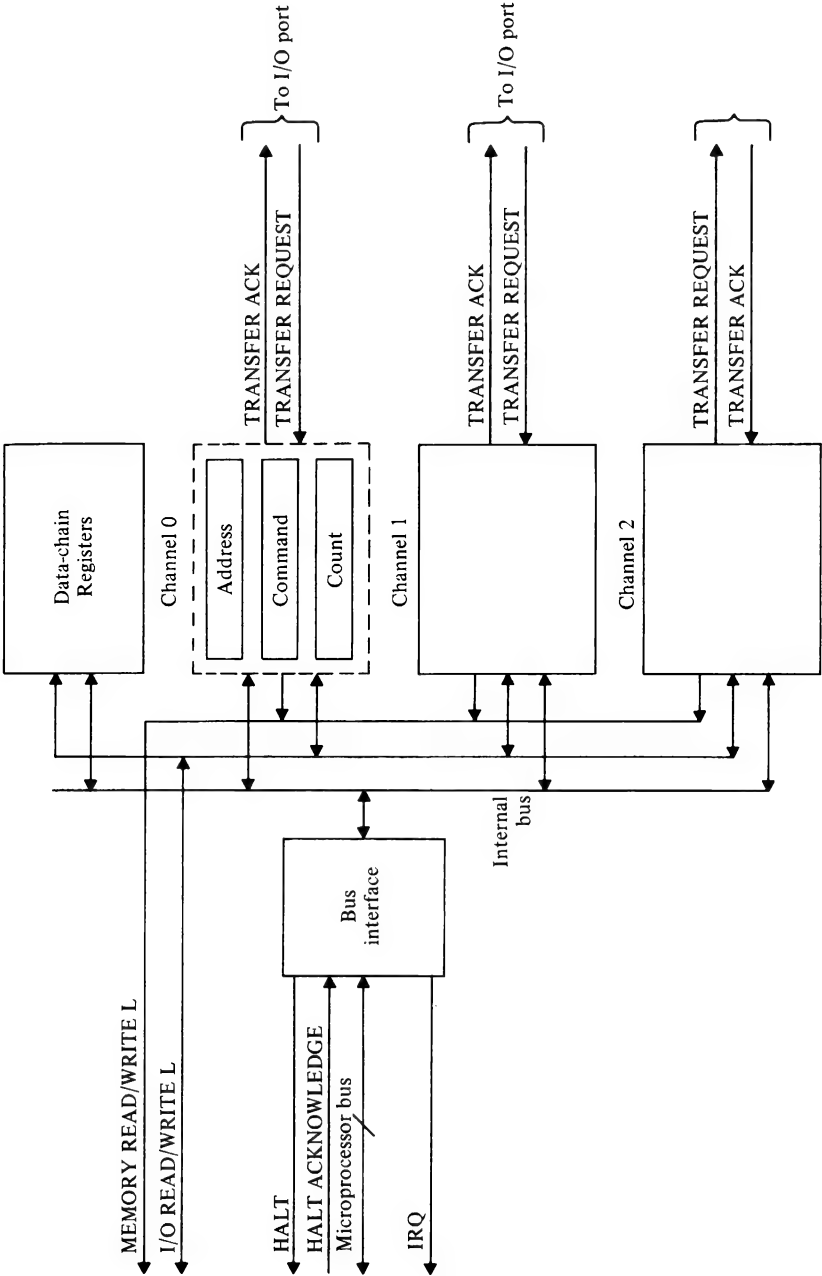 MEMORY READ/WRITE L
I/O READ/WRITE L
HALT
HALT ACKNOWLEDGE
Microprocessor bus
IRQ
Bus
interface
Internal
bus
Data-chain
Registers
Channel 0
Address
Command
Count
TRANSFER ACK
TRANSFER REQUEST
To I/O port
Channel 1
TRANSFER ACK
TRANSFER REQUEST
To I/O port
Channel 2
TRANSFER REQUEST
TRANSFER ACK